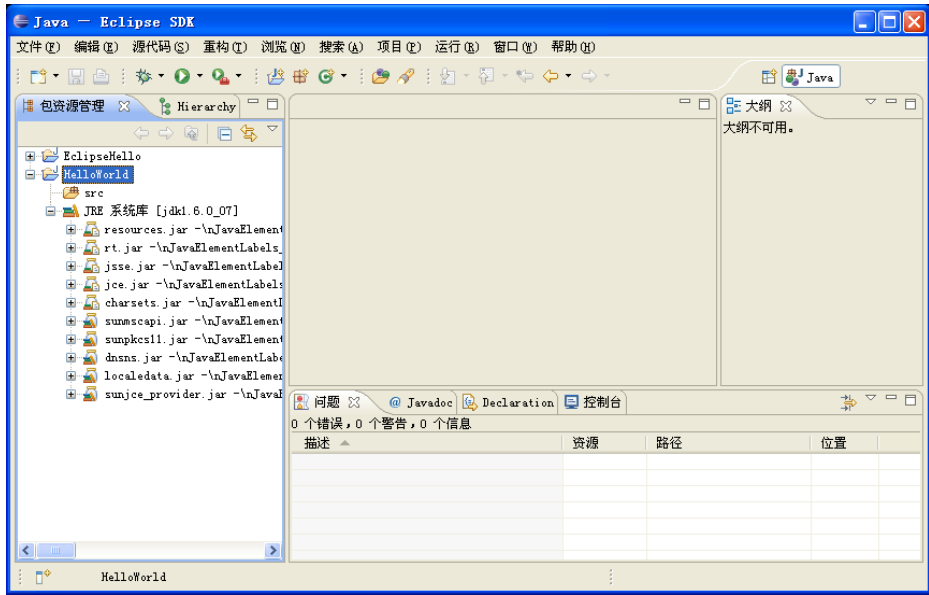 Java — Eclipse SDK
文件(F) 编辑(E) 源代码(S) 重构(T) 浏览(N) 搜索(A) 项目(P) 运行(R) 窗口(W) 帮助(H)
Java
包资源管理 Hierarchy
大纲
大纲不可用。
EclipseHello
HelloWorld
src
JRE 系统库 [jdk1.6.0_07]
resources.jar -\nJavaElement
rt.jar -\nJavaElementLabels_
jsse.jar -\nJavaElementLabel
jce.jar -\nJavaElementLabels
charsets.jar -\nJavaElementL
sunmscapi.jar -\nJavaElement
sunpkcs11.jar -\nJavaElement
dnsns.jar -\nJavaElementLabe
localedata.jar -\nJavaElemen
sunjce_provider.jar -\nJavaE
问题 @ Javadoc Declaration 控制台
0 个错误，0 个警告，0 个信息
描述 资源 路径 位置
HelloWorld